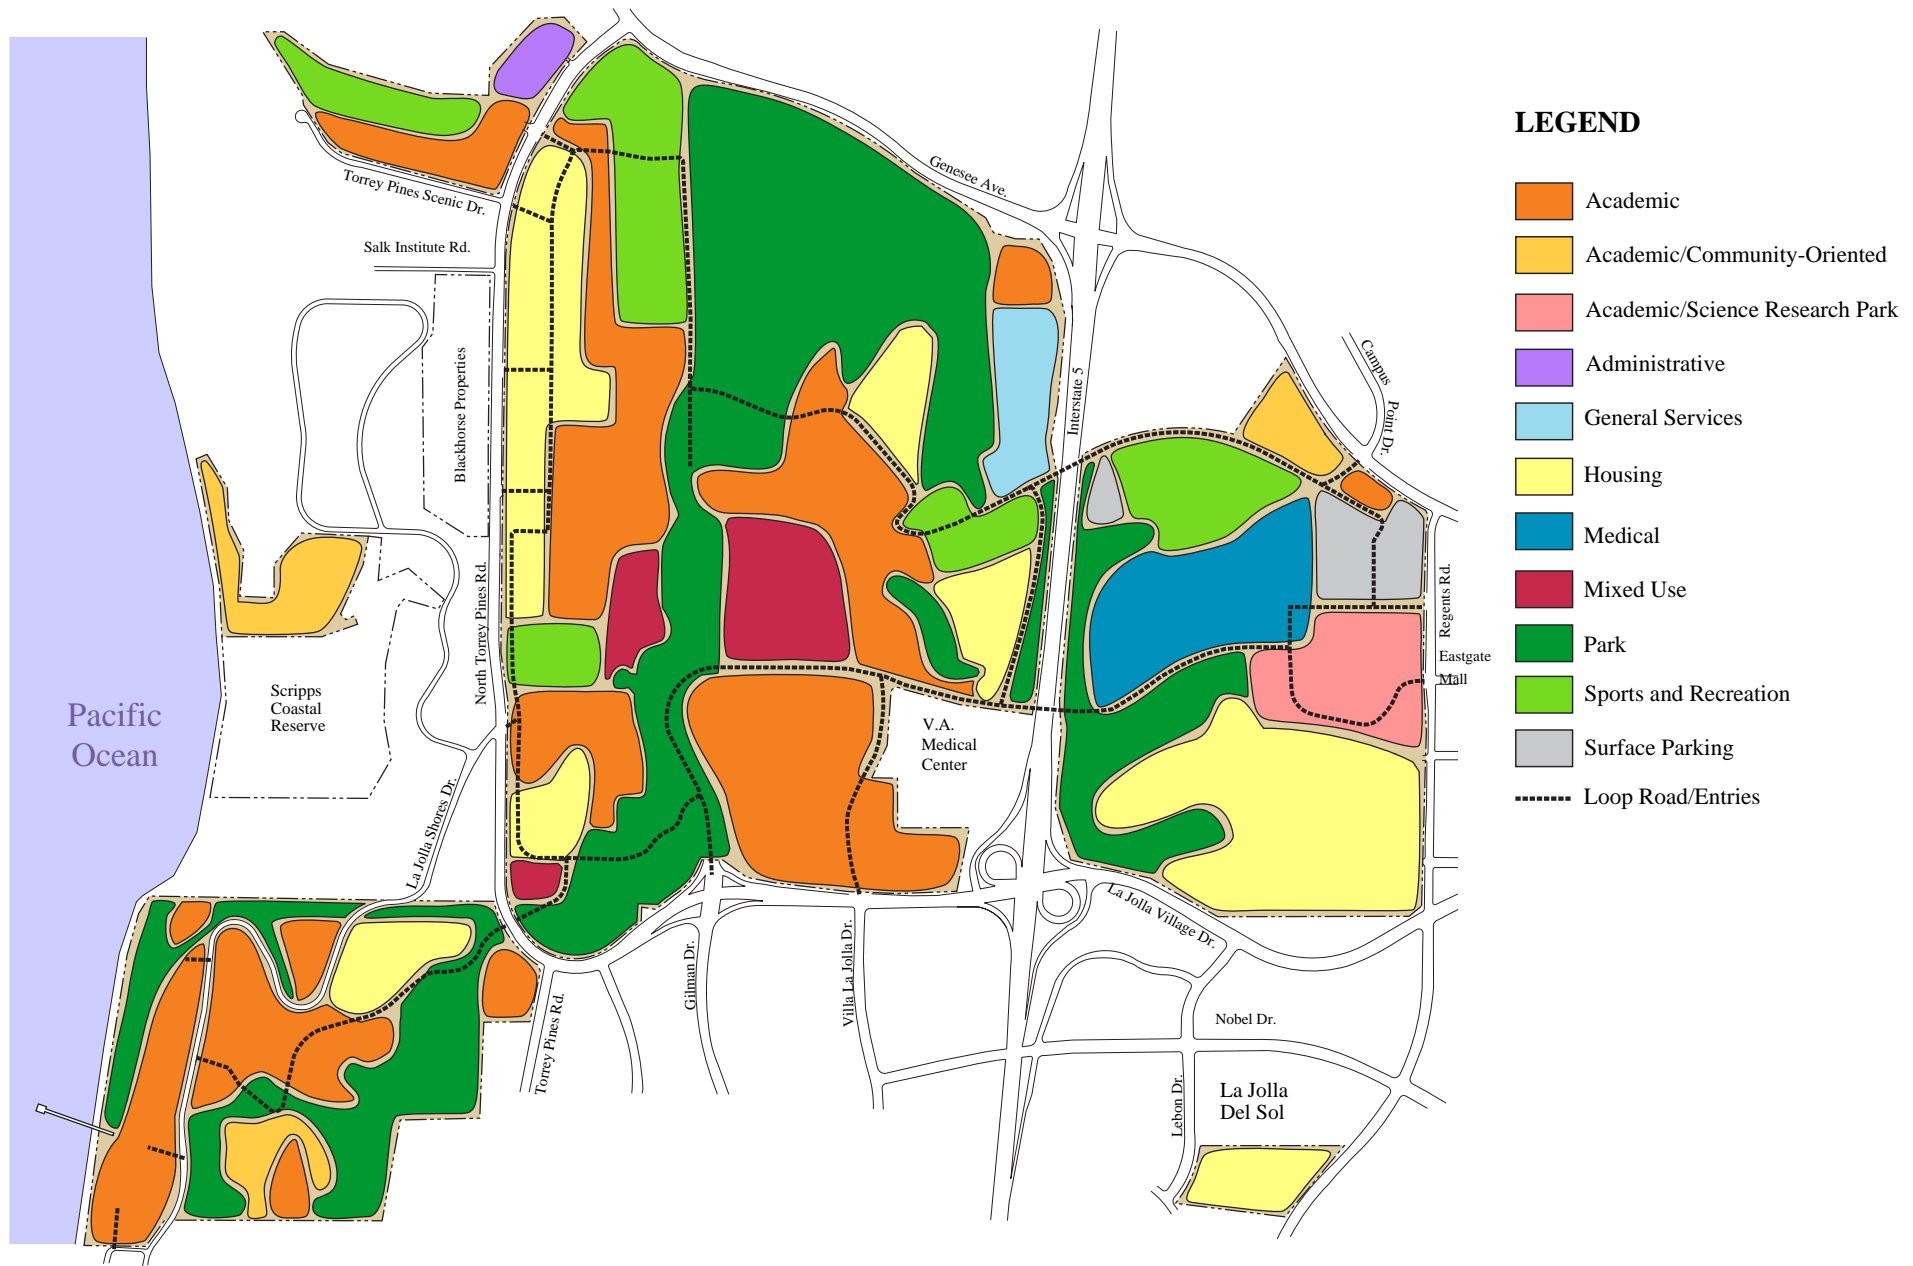 LEGEND
Academic
Academic/Community-Oriented
Academic/Science Research Park
Administrative
General Services
Housing
Medical
Mixed Use
Park
Sports and Recreation
Surface Parking
Loop Road/Entries
Genesee Ave.
Torrey Pines Scenic Dr.
Salk Institute Rd.
Blackhorse Properties
Interstate 5
Campus
Point Dr.
North Torrey Pines Rd.
Regents Rd.
Eastgate
Mall
Scripps
Coastal
Reserve
Pacific
Ocean
V.A.
Medical
Center
La Jolla Shores Dr.
La Jolla Village Dr.
Gilman Dr.
Villa La Jolla Dr.
Torrey Pines Rd.
Nobel Dr.
Lebon Dr.
La Jolla
Del Sol